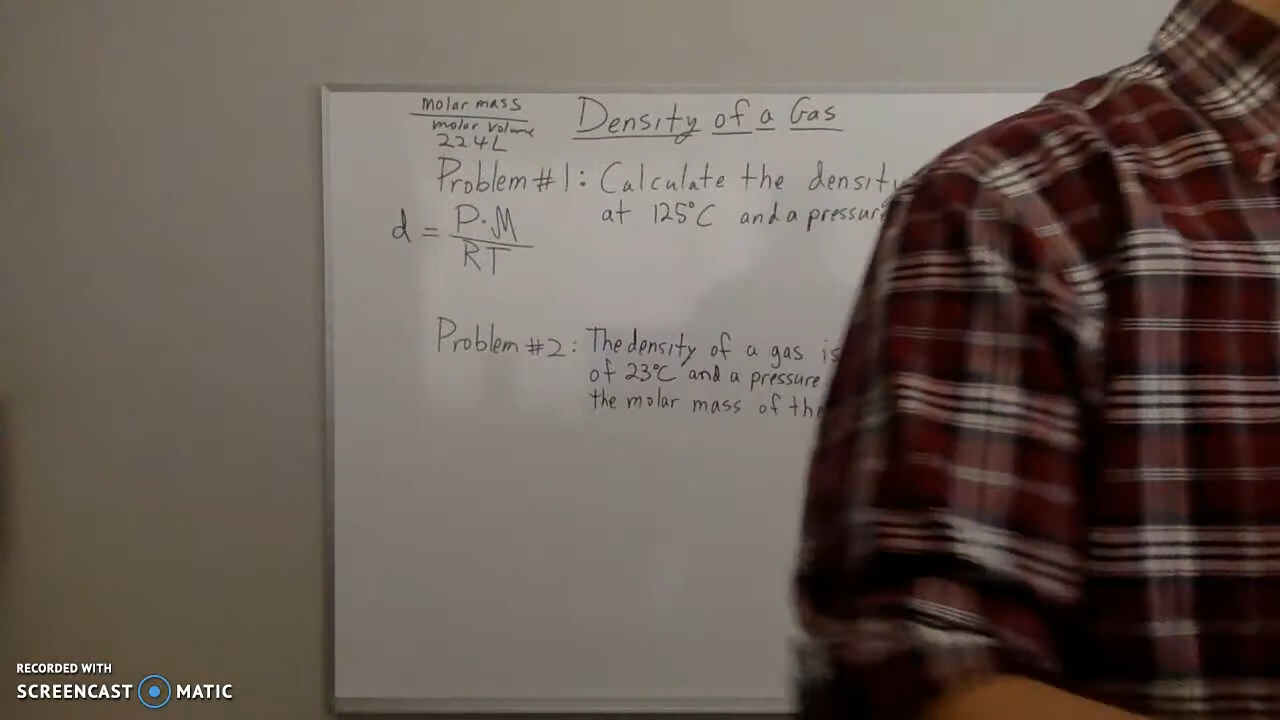 molar mass
molar volume
22.4L
Density of a Gas
Problem #1: Calculate the density
at 125°C and a pressure
d = P·M
RT
Problem #2: The density of a gas is
of 23°C and a pressure
the molar mass of the
RECORDED WITH
SCREENCAST MATIC